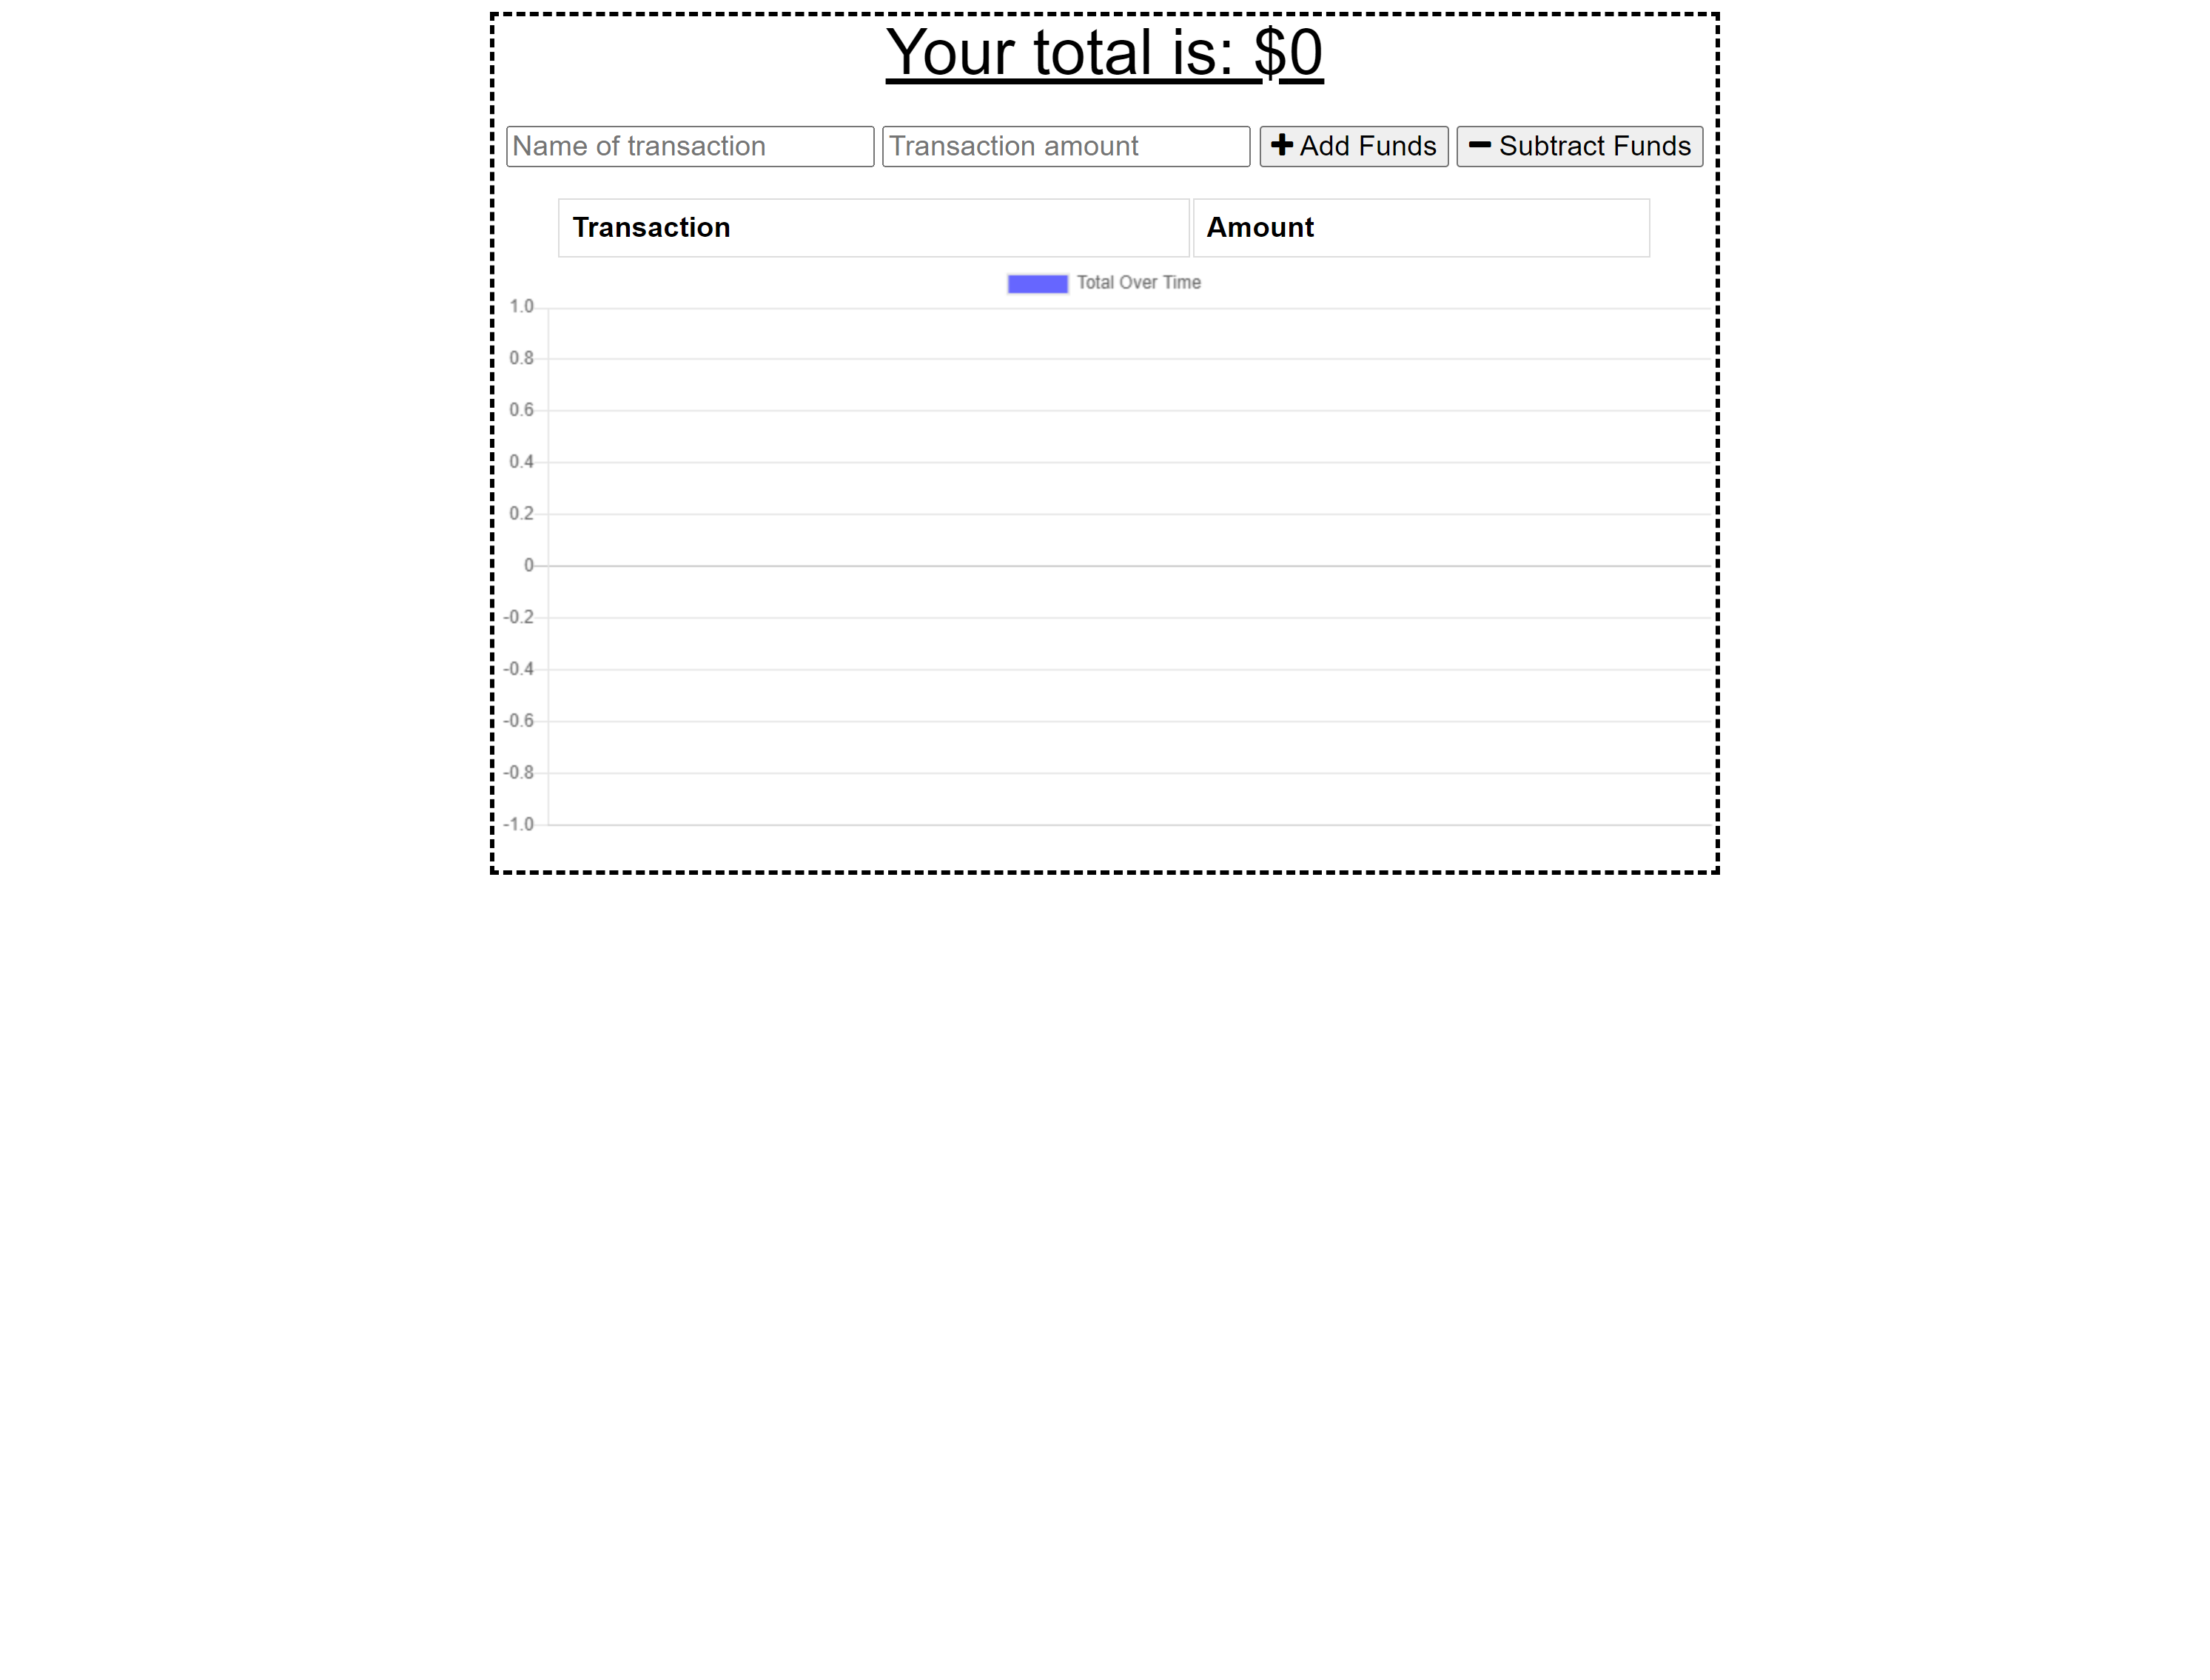 Your total is: $0
Name of transaction Transaction amount Add Funds Subtract Funds
Transaction Amount
Total Over Time
1.0
0.8
0.6
0.4
0.2
0
-0.2
-0.4
-0.6
-0.8
-1.0